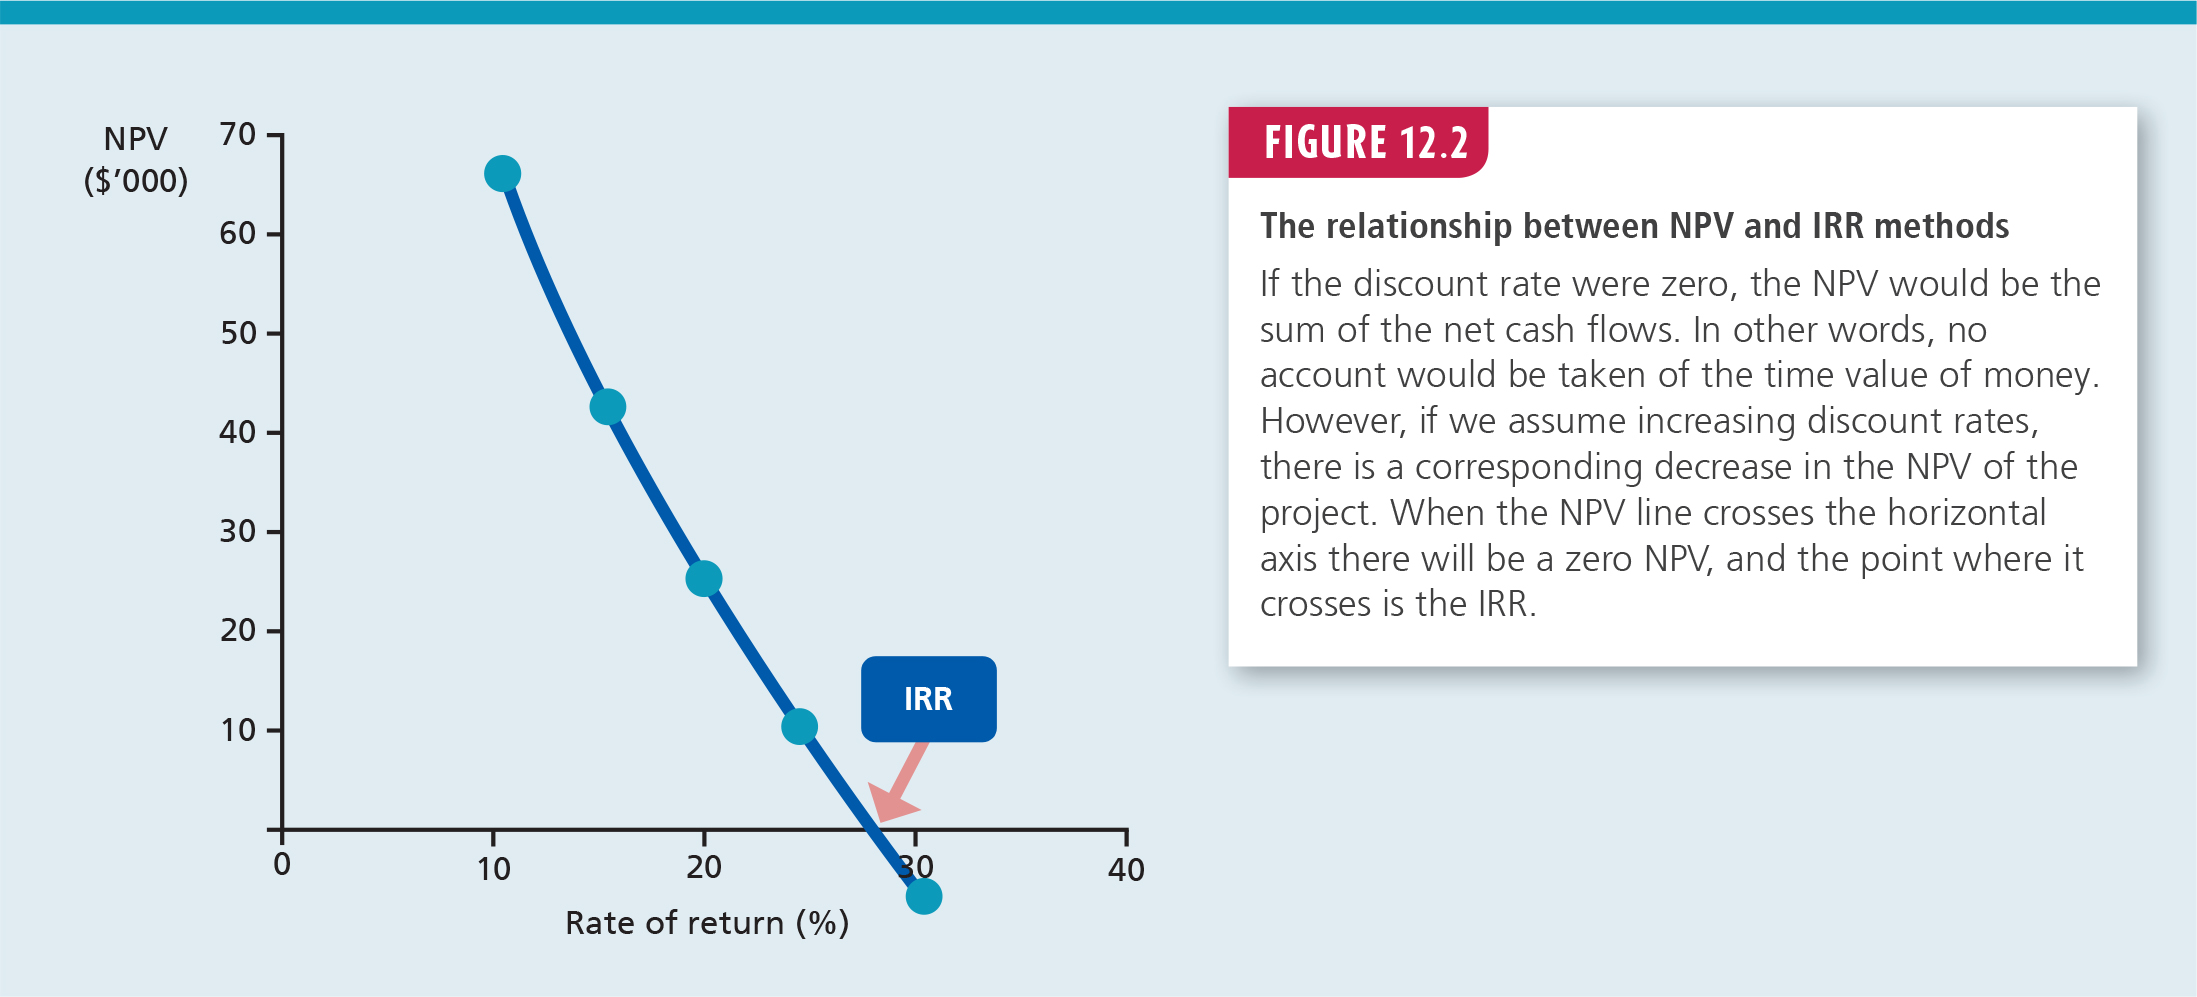 NPV
($’000)
70
60
50
40
30
20
10
IRR
0
10
20
30
40
Rate of return (%)
FIGURE 12.2
The relationship between NPV and IRR methods
If the discount rate were zero, the NPV would be the
sum of the net cash flows. In other words, no
account would be taken of the time value of money.
However, if we assume increasing discount rates,
there is a corresponding decrease in the NPV of the
project. When the NPV line crosses the horizontal
axis there will be a zero NPV, and the point where it
crosses is the IRR.